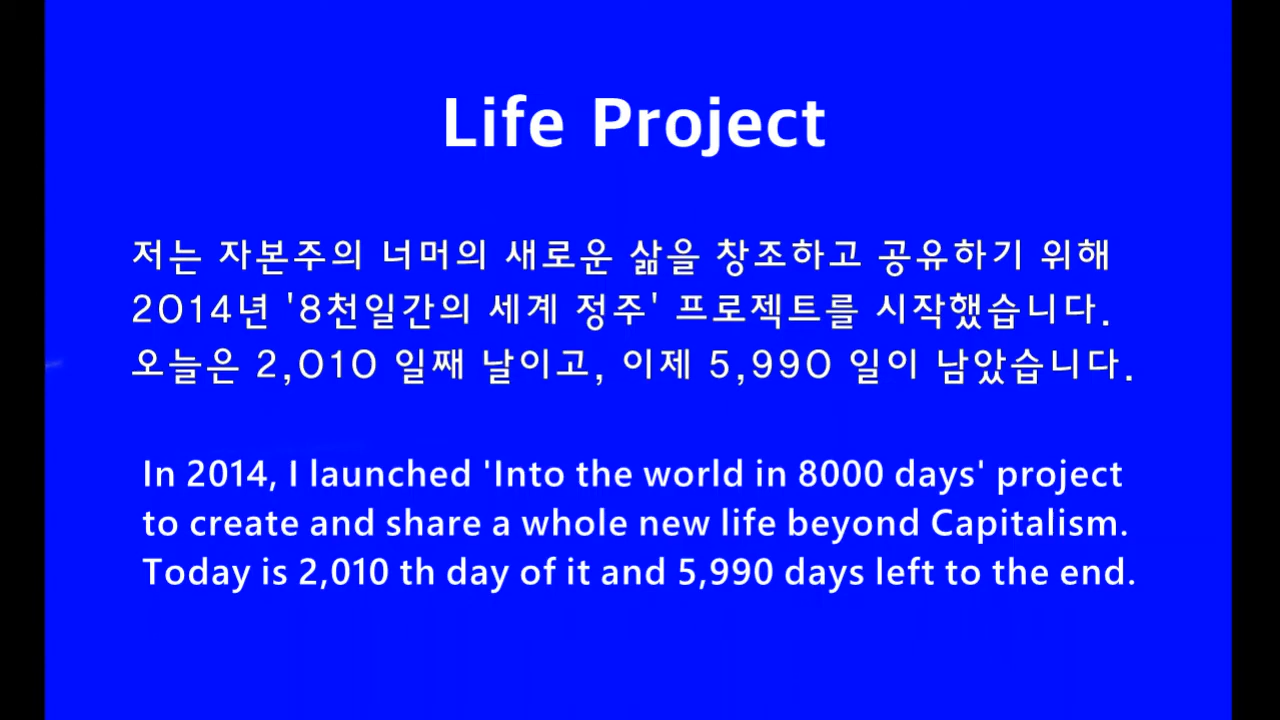 Life Project
저는 자본주의 너머의 새로운 삶을 창조하고 공유하기 위해
2014년 '8천일간의 세계 정주' 프로젝트를 시작했습니다.
오늘은 2,010 일째 날이고, 이제 5,990 일이 남았습니다.
In 2014, I launched 'Into the world in 8000 days' project
to create and share a whole new life beyond Capitalism.
Today is 2,010 th day of it and 5,990 days left to the end.